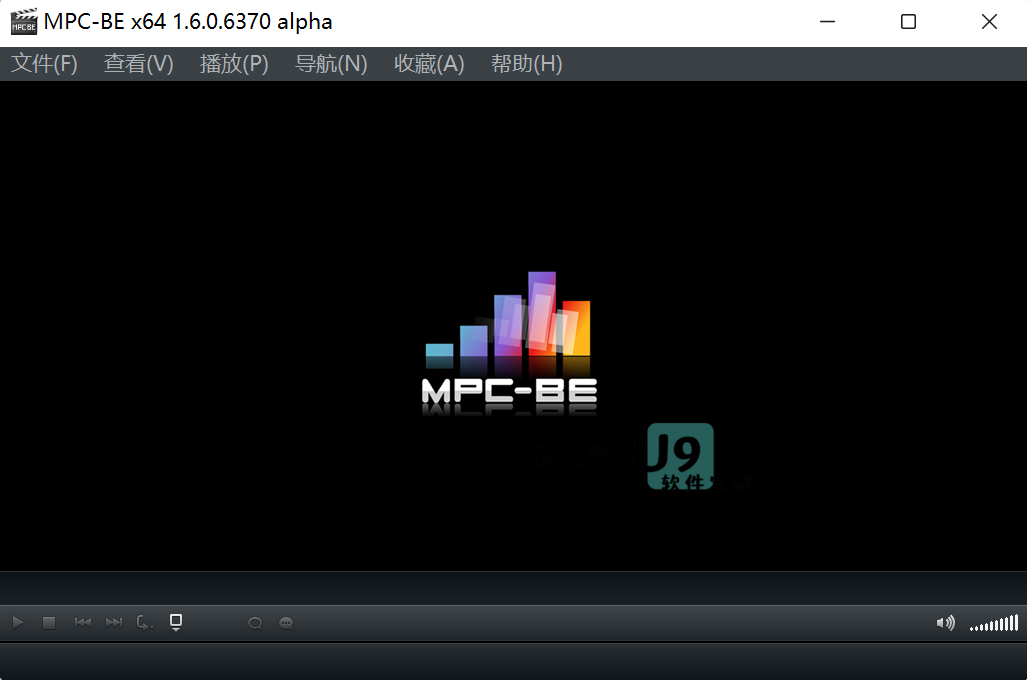 MPC-BE x64 1.6.0.6370 alpha
文件(F) 查看(V) 播放(P) 导航(N) 收藏(A) 帮助(H)
MPC-BE
J9
软件